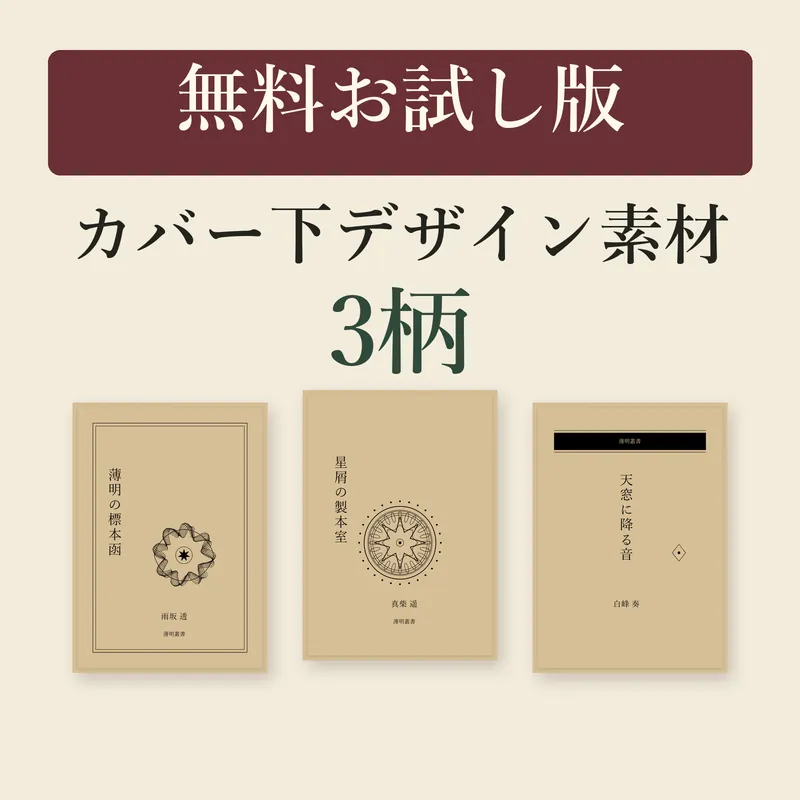 無料お試し版
カバー下デザイン素材
3柄
薄明の標本函
雨坂 透
薄明叢書
星屑の製本室
真柴 遥
薄明叢書
薄明叢書
天窓に降る音
白峰 奏